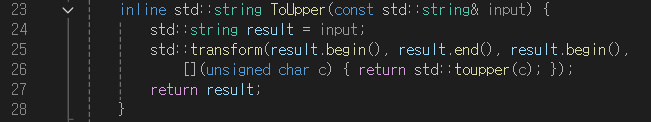 23 inline std::string ToUpper(const std::string& input) {
24 std::string result = input;
25 std::transform(result.begin(), result.end(), result.begin(),
26 [](unsigned char c) { return std::toupper(c); });
27 return result;
28 }